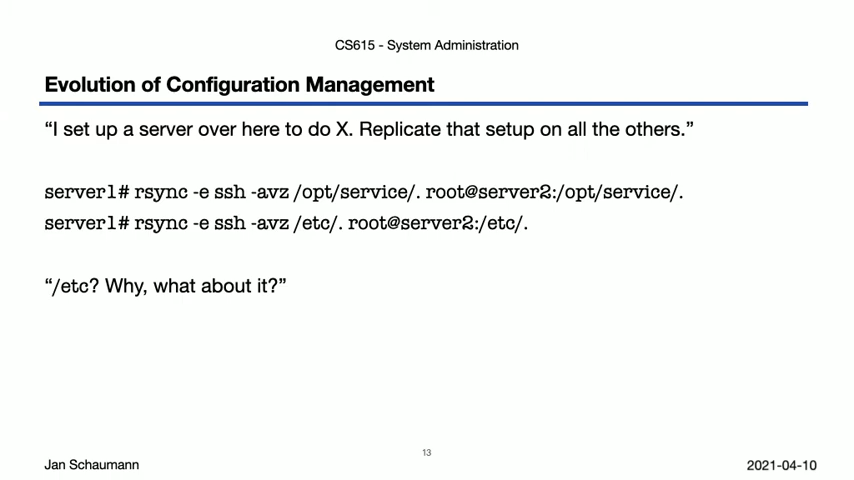 CS615 - System Administration
Evolution of Configuration Management
“I set up a server over here to do X. Replicate that setup on all the others.”
server1# rsync -e ssh -avz /opt/service/. root@server2:/opt/service/.
server1# rsync -e ssh -avz /etc/. root@server2:/etc/.
“/etc? Why, what about it?”
13
Jan Schaumann
2021-04-10